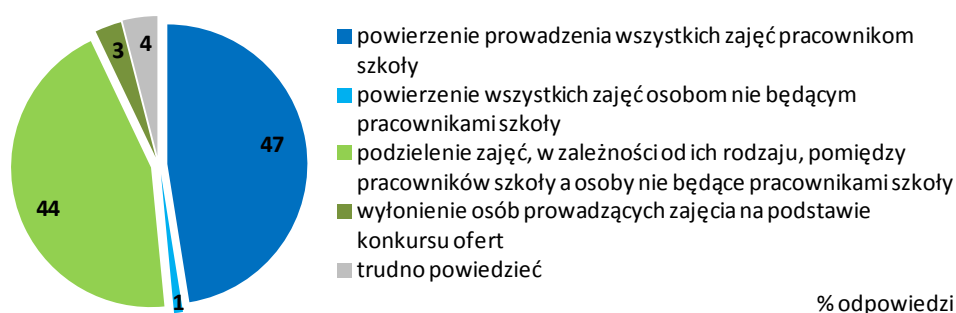 3
4
47
44
1
powierzenie prowadzenia wszystkich zajęć pracownikom
szkoły
powierzenie wszystkich zajęć osobom nie będącym
pracownikami szkoły
podzielenie zajęć, w zależności od ich rodzaju, pomiędzy
pracowników szkoły a osoby nie będące pracownikami szkoły
wyłonienie osób prowadzących zajęcia na podstawie
konkursu ofert
trudno powiedzieć
% odpowiedzi